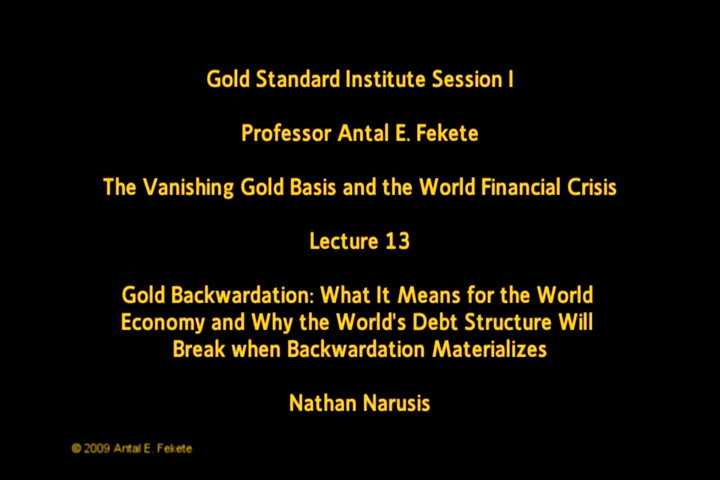 Gold Standard Institute Session I
Professor Antal E. Fekete
The Vanishing Gold Basis and the World Financial Crisis
Lecture 13
Gold Backwardation: What It Means for the World
Economy and Why the World's Debt Structure Will
Break when Backwardation Materializes
Nathan Narusis
© 2009 Antal E. Fekete